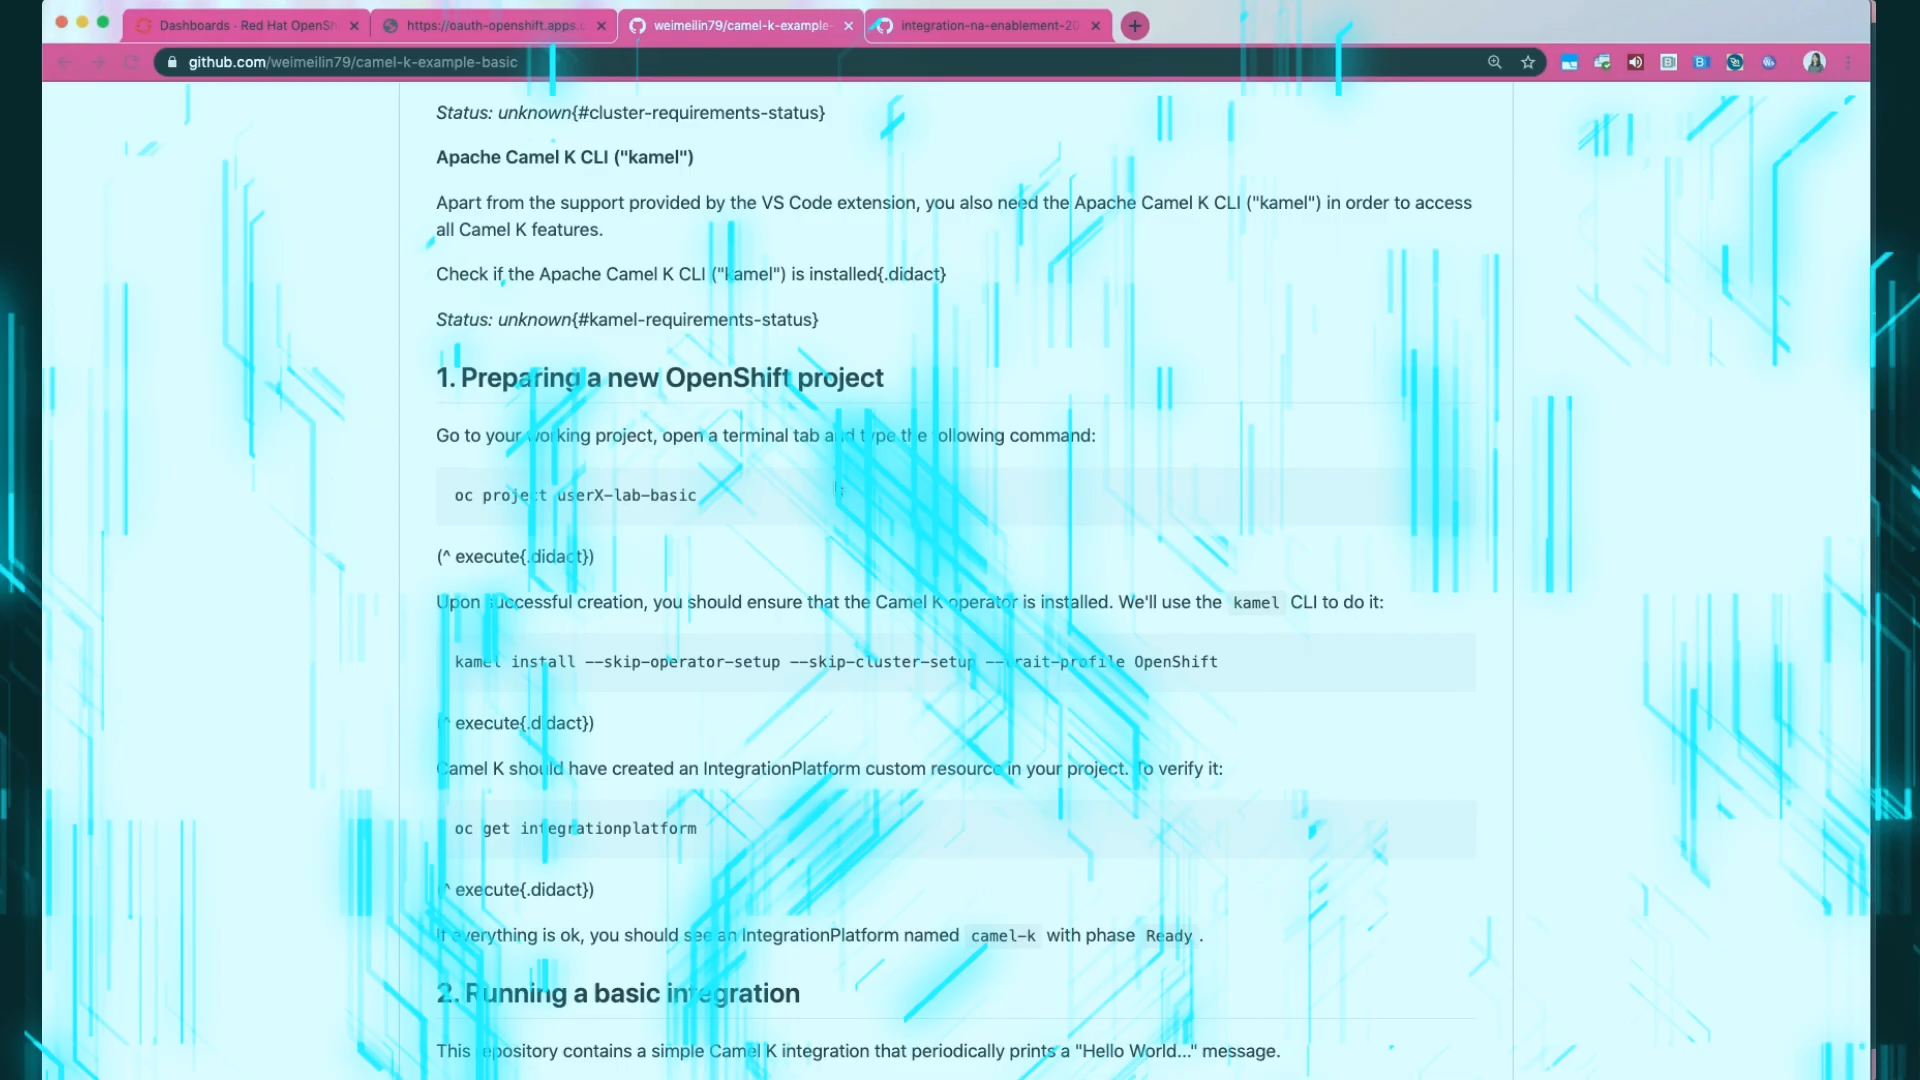 Dashboards · Red Hat OpenSh
https://oauth-openshift.apps.c
weimeilin79/camel-k-example-
integration-na-enablement-20
github.com/weimeilin79/camel-k-example-basic
Status: unknown{#cluster-requirements-status}
Apache Camel K CLI ("kamel")
Apart from the support provided by the VS Code extension, you also need the Apache Camel K CLI ("kamel") in order to access
all Camel K features.
Check if the Apache Camel K CLI ("kamel") is installed{.didact}
Status: unknown{#kamel-requirements-status}
1. Preparing a new OpenShift project
Go to your working project, open a terminal tab and type the following command:
oc project userX-lab-basic
(^ execute{.didact})
Upon successful creation, you should ensure that the Camel K operator is installed. We'll use the kamel CLI to do it:
kamel install --skip-operator-setup --skip-cluster-setup --trait-profile OpenShift
(^ execute{.didact})
Camel K should have created an IntegrationPlatform custom resource in your project. To verify it:
oc get integrationplatform
(^ execute{.didact})
If everything is ok, you should see an IntegrationPlatform named camel-k with phase Ready .
2. Running a basic integration
This repository contains a simple Camel K integration that periodically prints a "Hello World..." message.